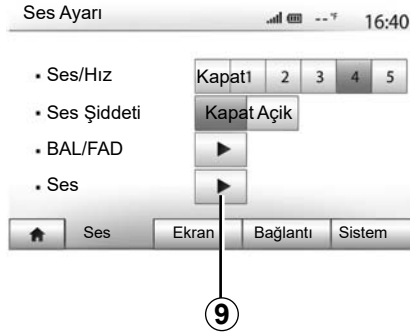 Ses Ayarı --°F 16:40
Ses/Hız Kapat 1 2 3 4 5
Ses Şiddeti Kapat Açik
BAL/FAD
Ses
Ses Ekran Bağlantı Sistem
9